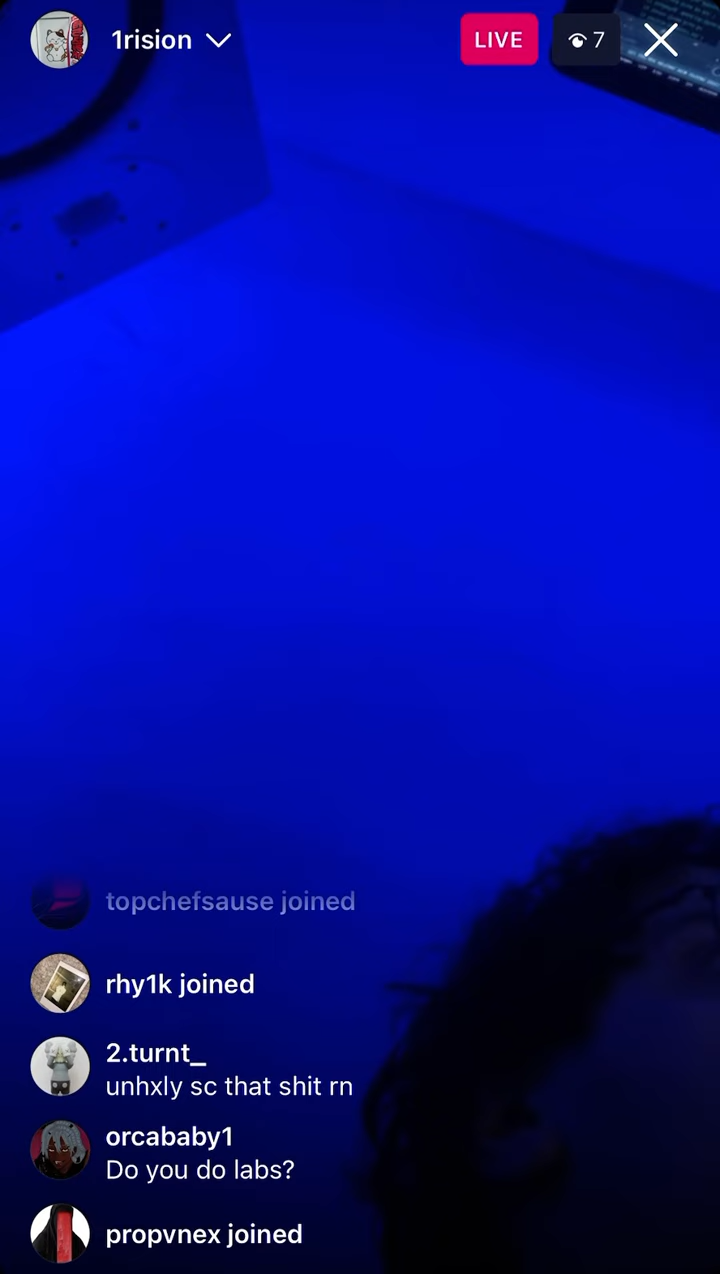 1rision
LIVE
7
topchefsause joined
rhy1k joined
2.turnt_
unhxly sc that shit rn
orcababy1
Do you do labs?
propvnex joined